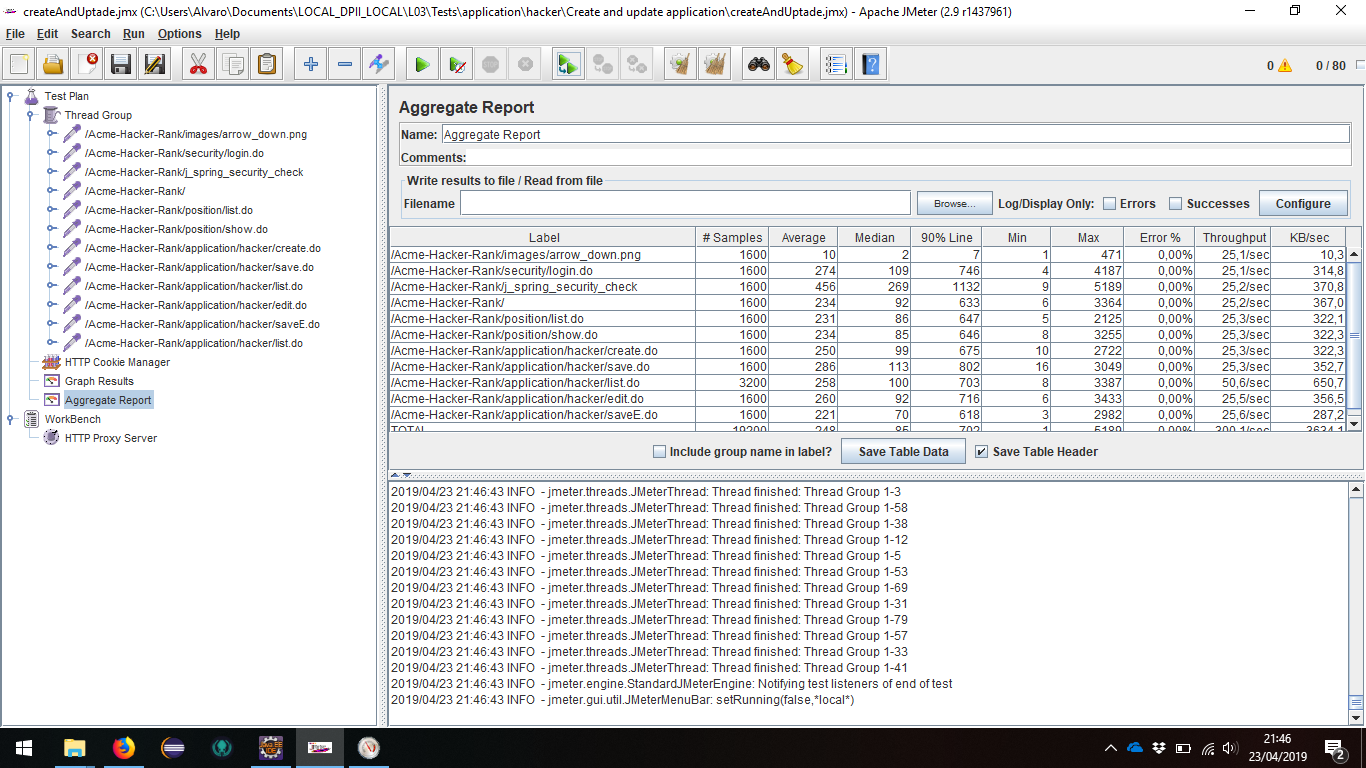 createAndUptade.jmx (C:\Users\Alvaro\Documents\LOCAL_DPII_LOCAL\L03\Tests\application\hacker\Create and update application\createAndUptade.jmx) - Apache JMeter (2.9 r1437961)
File Edit Search Run Options Help
0 0 / 80
Test Plan
Thread Group
/Acme-Hacker-Rank/images/arrow_down.png
/Acme-Hacker-Rank/security/login.do
/Acme-Hacker-Rank/j_spring_security_check
/Acme-Hacker-Rank/
/Acme-Hacker-Rank/position/list.do
/Acme-Hacker-Rank/position/show.do
/Acme-Hacker-Rank/application/hacker/create.do
/Acme-Hacker-Rank/application/hacker/save.do
/Acme-Hacker-Rank/application/hacker/list.do
/Acme-Hacker-Rank/application/hacker/edit.do
/Acme-Hacker-Rank/application/hacker/saveE.do
/Acme-Hacker-Rank/application/hacker/list.do
HTTP Cookie Manager
Graph Results
Aggregate Report
WorkBench
HTTP Proxy Server
Aggregate Report
Name: Aggregate Report
Comments:
Write results to file / Read from file
Filename Browse... Log/Display Only: Errors Successes Configure
Label # Samples Average Median 90% Line Min Max Error % Throughput KB/sec
/Acme-Hacker-Rank/images/arrow_down.png 1600 10 2 7 1 471 0,00% 25,1/sec 10,3
/Acme-Hacker-Rank/security/login.do 1600 274 109 746 4 4187 0,00% 25,2/sec 314,8
/Acme-Hacker-Rank/j_spring_security_check 1600 456 269 1132 9 5189 0,00% 25,2/sec 370,8
/Acme-Hacker-Rank/ 1600 234 92 633 6 3364 0,00% 25,2/sec 367,0
/Acme-Hacker-Rank/position/list.do 1600 231 86 647 5 2125 0,00% 25,3/sec 322,1
/Acme-Hacker-Rank/position/show.do 1600 234 85 646 8 3255 0,00% 25,3/sec 322,3
/Acme-Hacker-Rank/application/hacker/create.do 1600 250 99 675 10 2722 0,00% 25,3/sec 322,3
/Acme-Hacker-Rank/application/hacker/save.do 1600 286 113 802 16 3049 0,00% 25,3/sec 352,7
/Acme-Hacker-Rank/application/hacker/list.do 3200 258 100 703 8 3387 0,00% 50,6/sec 650,7
/Acme-Hacker-Rank/application/hacker/edit.do 1600 260 92 716 6 3433 0,00% 25,5/sec 356,5
/Acme-Hacker-Rank/application/hacker/saveE.do 1600 221 70 618 3 2982 0,00% 25,6/sec 287,2
TOTAL 19200 248 85 702 1 5189 0,00% 300,1/sec 3634,1
Include group name in label? Save Table Data Save Table Header
2019/04/23 21:46:43 INFO - jmeter.threads.JMeterThread: Thread finished: Thread Group 1-3
2019/04/23 21:46:43 INFO - jmeter.threads.JMeterThread: Thread finished: Thread Group 1-58
2019/04/23 21:46:43 INFO - jmeter.threads.JMeterThread: Thread finished: Thread Group 1-38
2019/04/23 21:46:43 INFO - jmeter.threads.JMeterThread: Thread finished: Thread Group 1-12
2019/04/23 21:46:43 INFO - jmeter.threads.JMeterThread: Thread finished: Thread Group 1-5
2019/04/23 21:46:43 INFO - jmeter.threads.JMeterThread: Thread finished: Thread Group 1-53
2019/04/23 21:46:43 INFO - jmeter.threads.JMeterThread: Thread finished: Thread Group 1-69
2019/04/23 21:46:43 INFO - jmeter.threads.JMeterThread: Thread finished: Thread Group 1-31
2019/04/23 21:46:43 INFO - jmeter.threads.JMeterThread: Thread finished: Thread Group 1-79
2019/04/23 21:46:43 INFO - jmeter.threads.JMeterThread: Thread finished: Thread Group 1-57
2019/04/23 21:46:43 INFO - jmeter.threads.JMeterThread: Thread finished: Thread Group 1-33
2019/04/23 21:46:43 INFO - jmeter.threads.JMeterThread: Thread finished: Thread Group 1-41
2019/04/23 21:46:43 INFO - jmeter.engine.StandardJMeterEngine: Notifying test listeners of end of test
2019/04/23 21:46:43 INFO - jmeter.gui.util.JMeterMenuBar: setRunning(false,*local*)
21:46
23/04/2019
2